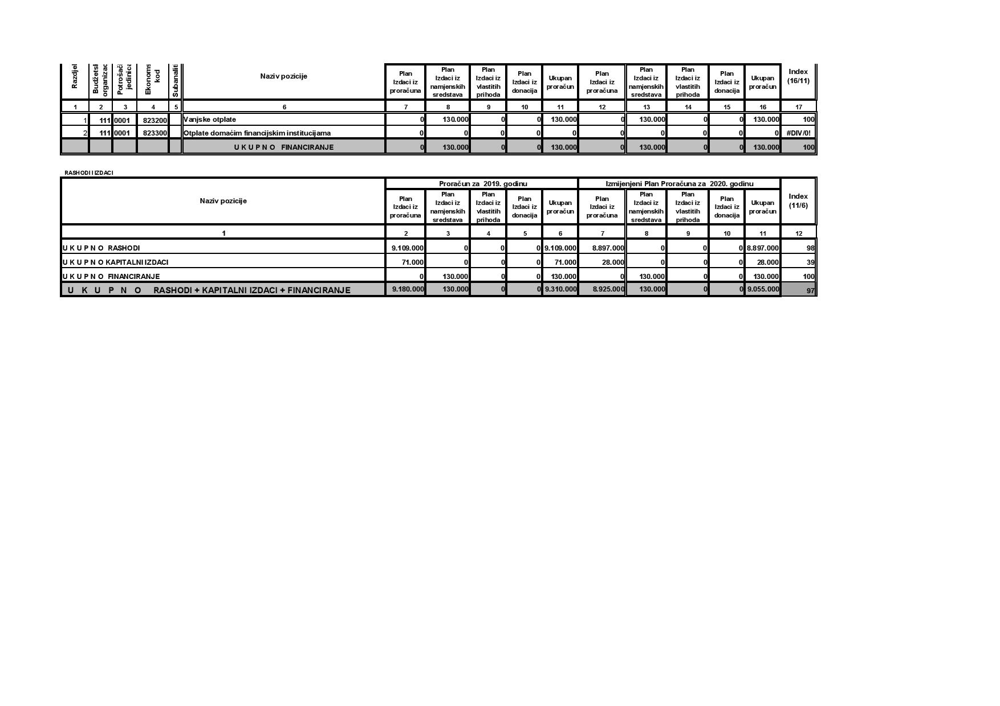 Razdjel Budžetsl organizac Potrošači jedinica Ekonoms kod Subanaliti Naziv pozicije Plan Izdaci iz proračuna Plan Izdaci iz namjenskih sredstava Plan Izdaci iz vlastitih prihoda Plan Izdaci iz donacija Ukupan proračun Plan Izdaci iz proračuna Plan Izdaci iz namjenskih sredstava Plan Izdaci iz vlastitih prihoda Plan Izdaci iz donacija Ukupan proračun Index (16/11)
1 2 3 4 5 6 7 8 9 10 11 12 13 14 15 16 17
1 111 0001 823200 Vanjske otplate 0 130.000 0 0 130.000 0 130.000 0 0 130.000 100
2 111 0001 823300 Otplate domaćim financijskim institucijama 0 0 0 0 0 0 0 0 0 0 #DIV/0!
U K U P N O FINANCIRANJE 0 130.000 0 0 130.000 0 130.000 0 0 130.000 100
RASHODI I IZDACI
Naziv pozicije Proračun za 2019. godinu Izmijenjeni Plan Proračuna za 2020. godinu Index (11/6)
Plan Izdaci iz proračuna Plan Izdaci iz namjenskih sredstava Plan Izdaci iz vlastitih prihoda Plan Izdaci iz donacija Ukupan proračun Plan Izdaci iz proračuna Plan Izdaci iz namjenskih sredstava Plan Izdaci iz vlastitih prihoda Plan Izdaci iz donacija Ukupan proračun
1 2 3 4 5 6 7 8 9 10 11 12
U K U P N O RASHODI 9.109.000 0 0 0 9.109.000 8.897.000 0 0 0 8.897.000 98
U K U P N O KAPITALNI IZDACI 71.000 0 0 0 71.000 28.000 0 0 0 28.000 39
U K U P N O FINANCIRANJE 0 130.000 0 0 130.000 0 130.000 0 0 130.000 100
U K U P N O RASHODI + KAPITALNI IZDACI + FINANCIRANJE 9.180.000 130.000 0 0 9.310.000 8.925.000 130.000 0 0 9.055.000 97